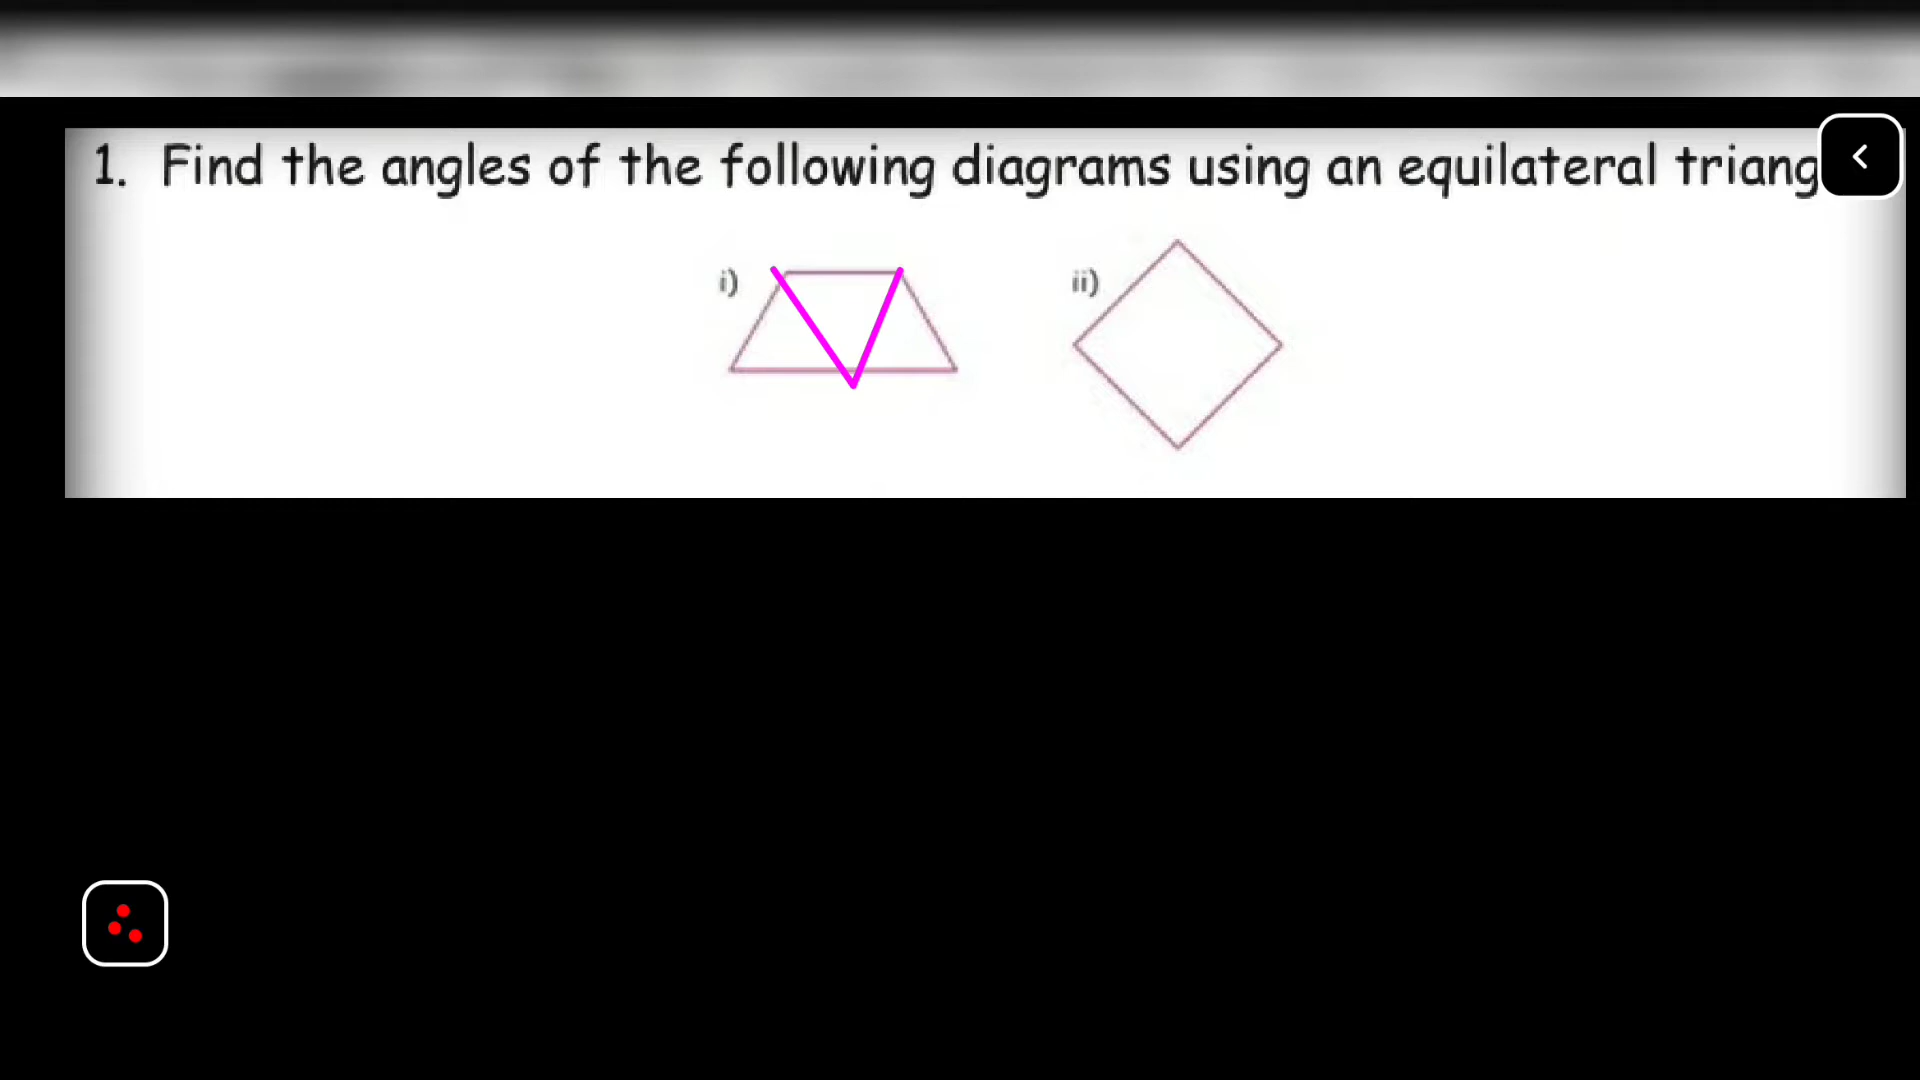 1. Find the angles of the following diagrams using an equilateral triang
i)
ii)